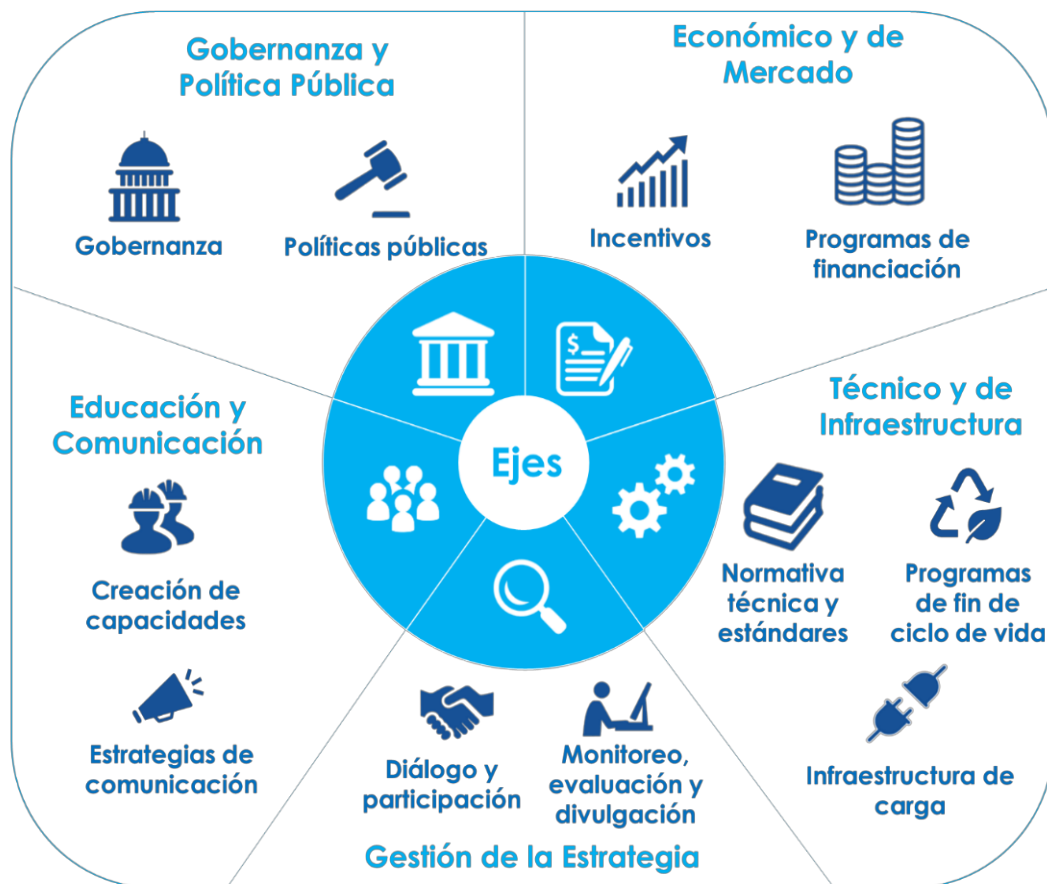 Gobernanza y
Política Pública
Gobernanza
Políticas públicas
Económico y de
Mercado
Incentivos
Programas de
financiación
Técnico y de
Infraestructura
Normativa
técnica y
estándares
Programas
de fin de
ciclo de vida
Infraestructura de
carga
Diálogo y
participación
Monitoreo,
evaluación y
divulgación
Gestión de la Estrategia
Educación y
Comunicación
Creación de
capacidades
Estrategias de
comunicación
Ejes
$